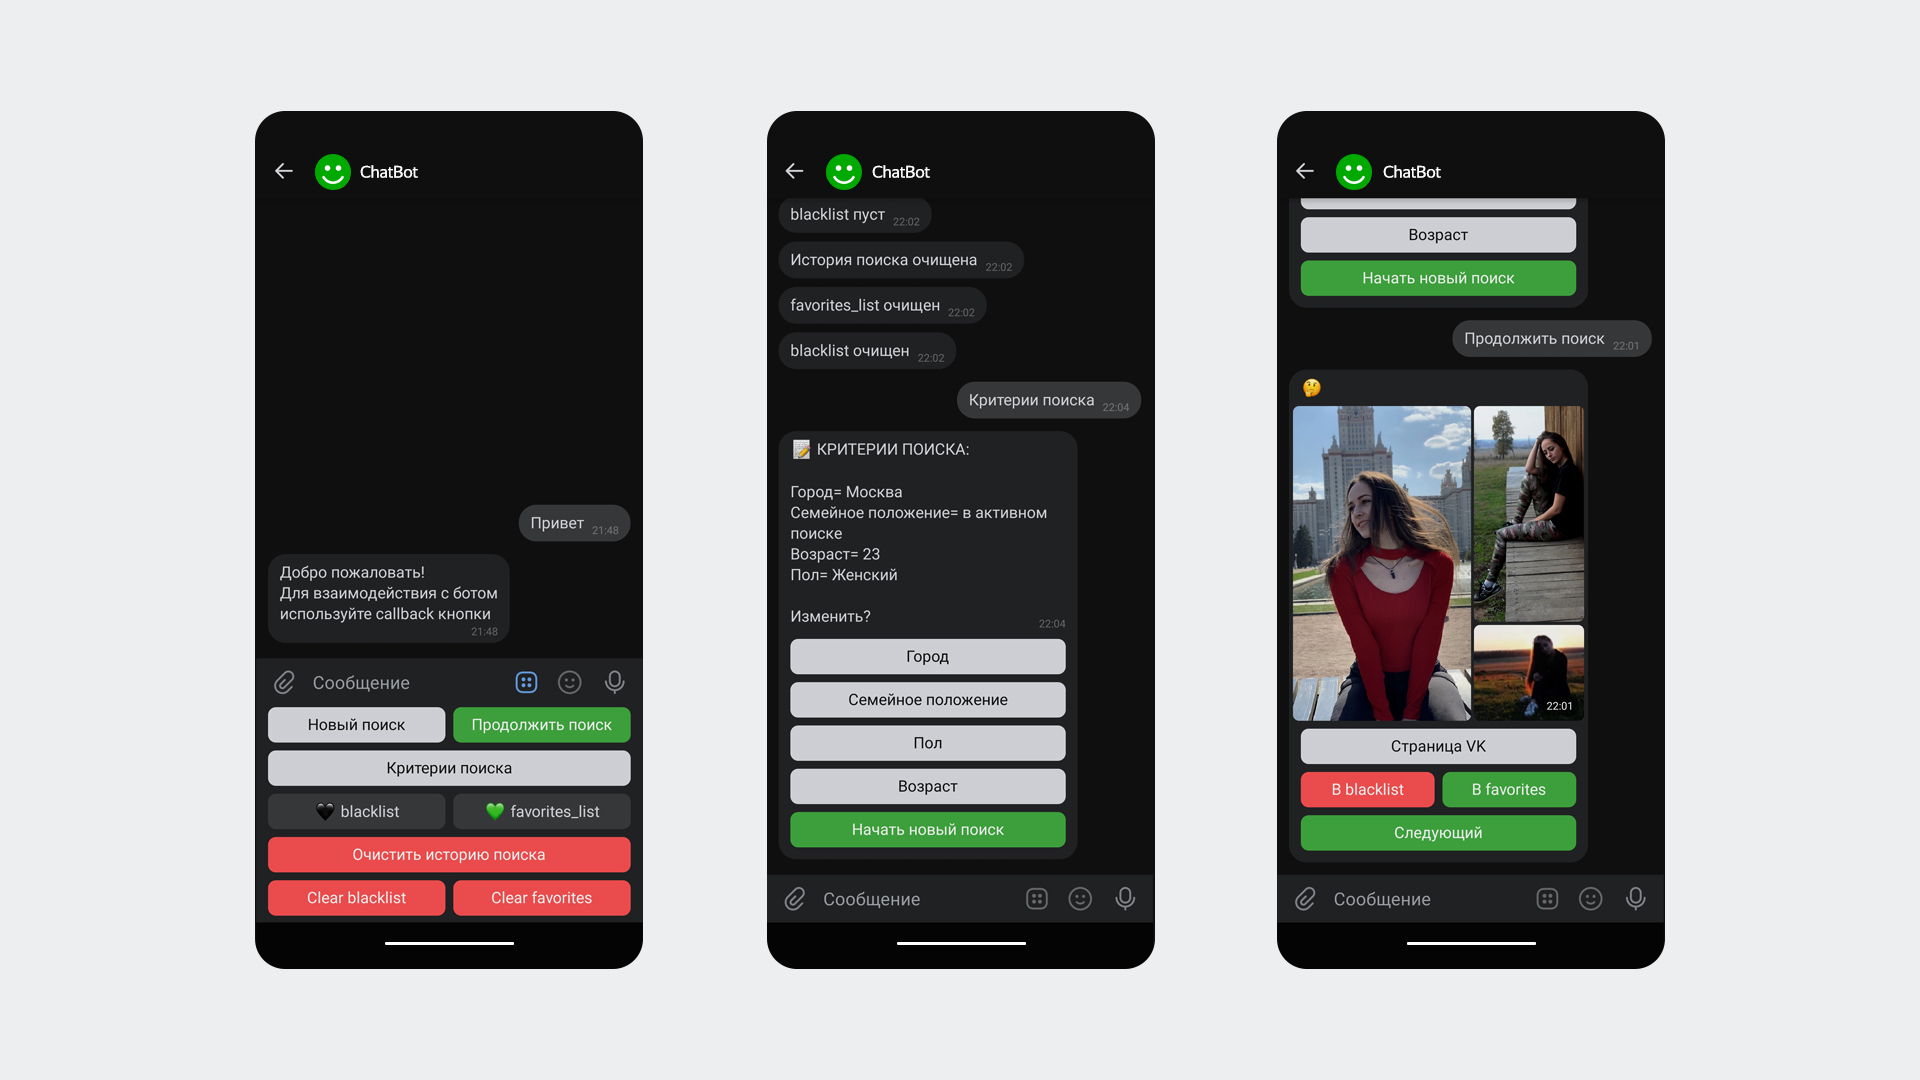 ChatBot
Привет 21:48
Добро пожаловать!
Для взаимодействия с ботом
используйте callback кнопки
21:48
Сообщение
Новый поиск
Продолжить поиск
Критерии поиска
🖤 blacklist
💚 favorites_list
Очистить историю поиска
Clear blacklist
Clear favorites
ChatBot
blacklist пуст 22:02
История поиска очищена 22:02
favorites_list очищен 22:02
blacklist очищен 22:02
Критерии поиска 22:04
📝 КРИТЕРИИ ПОИСКА:
Город= Москва
Семейное положение= в активном
поиске
Возраст= 23
Пол= Женский
Изменить?
22:04
Город
Семейное положение
Пол
Возраст
Начать новый поиск
Сообщение
ChatBot
Возраст
Начать новый поиск
Продолжить поиск 22:01
🤔
22:01
Страница VK
В blacklist
В favorites
Следующий
Сообщение